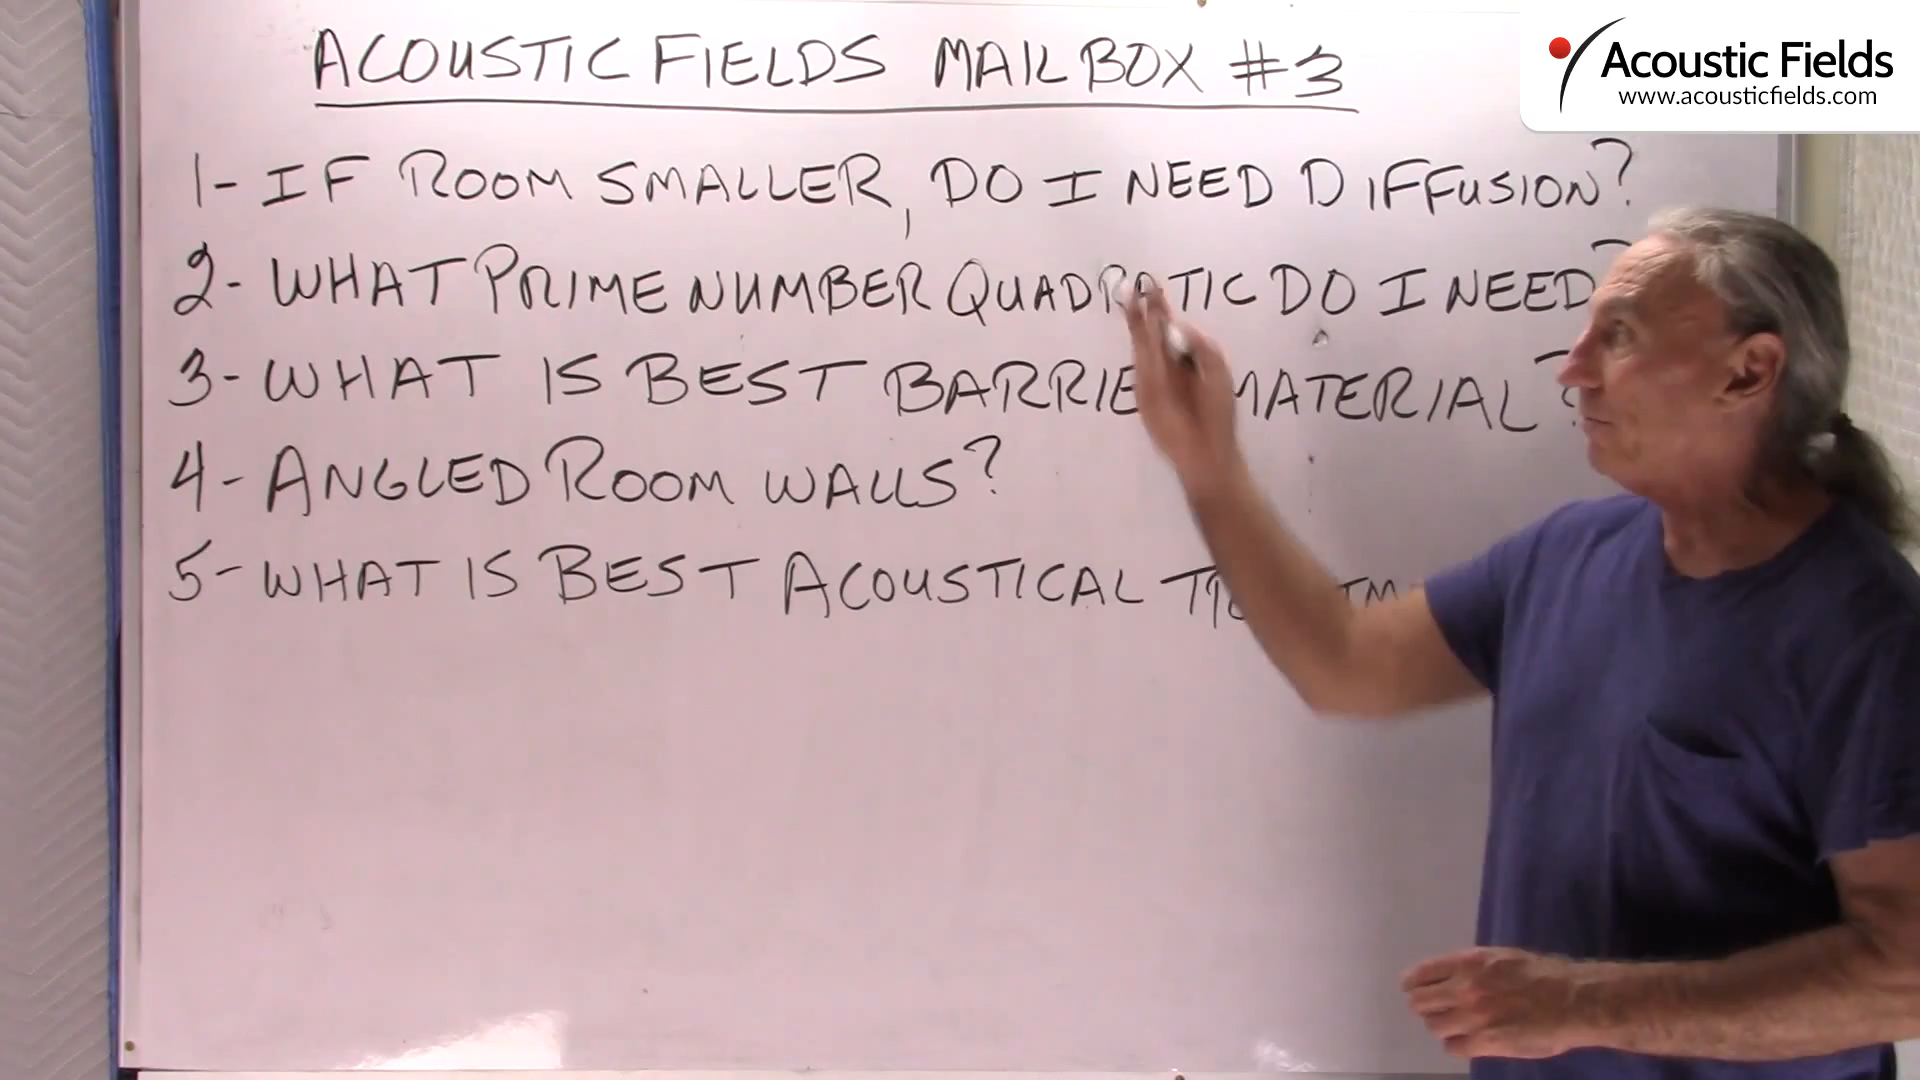 ACOUSTIC FIELDS MAILBOX #3
Acoustic Fields
www.acousticfields.com
1- IF ROOM SMALLER, DO I NEED DIFFUSION?
2- WHAT PRIME NUMBER QUADRATIC DO I NEED?
3- WHAT IS BEST MATERIAL?
4- ANGLED ROOM WALLS?
5- WHAT IS BEST ACOUSTICAL